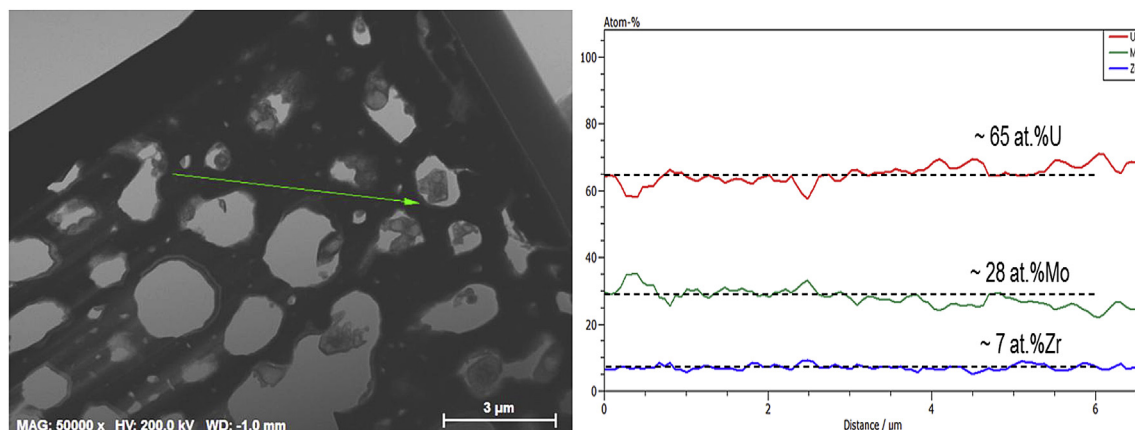 3 µm
MAG: 50000 x HV: 200.0 kV WD: -1.0 mm
Atom-%
100
80
60
40
20
0
0
2
4
6
Distance / um
U
M
Z
~ 65 at.%U
~ 28 at.%Mo
~ 7 at.%Zr